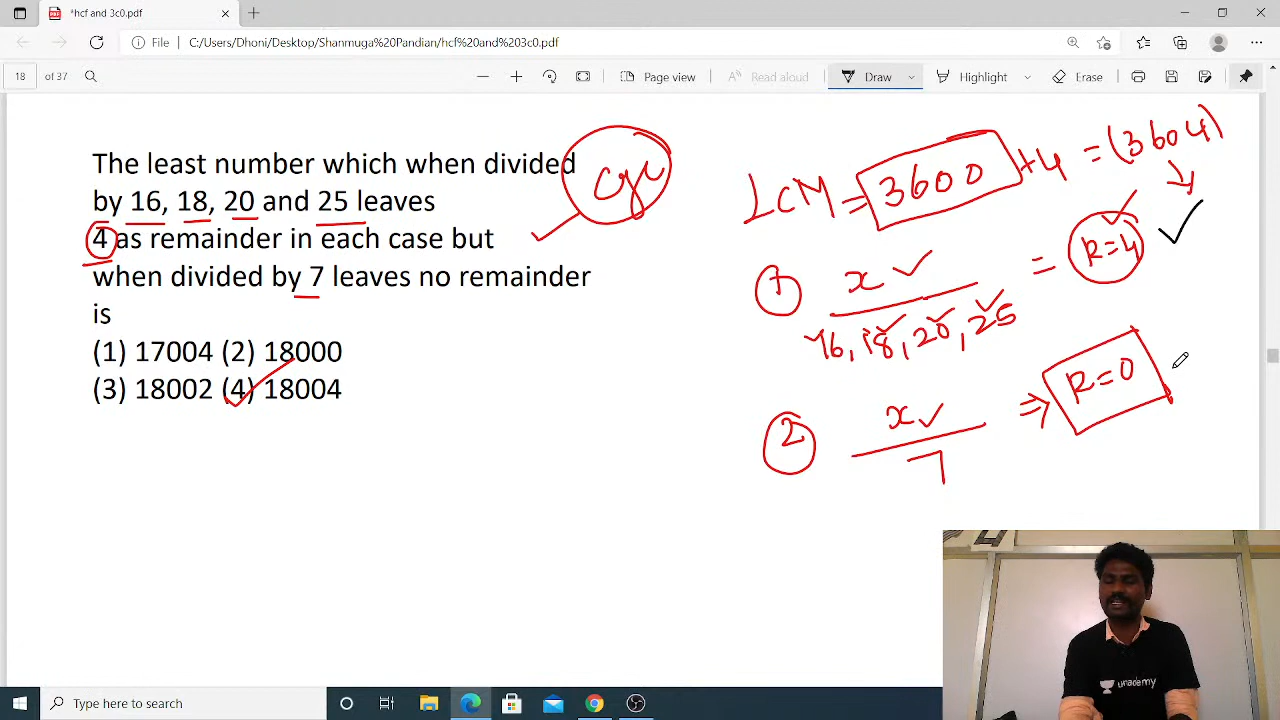 *hcf and 3c0.pdf
File C:/Users/Dhoni/Desktop/Shanmuga%20Pandian/hcf%20and%203c0.pdf
18 of 37 Page view Read aloud Draw Highlight Erase
The least number which when divided
by 16, 18, 20 and 25 leaves
4 as remainder in each case but
when divided by 7 leaves no remainder
is
(1) 17004 (2) 18000
(3) 18002 (4) 18004
cgl
LCM = 3600 +4 = (3604)
1 x = R=4
16, 18, 20, 25
2 x ⇒ R=0
7
unademy
Type here to search